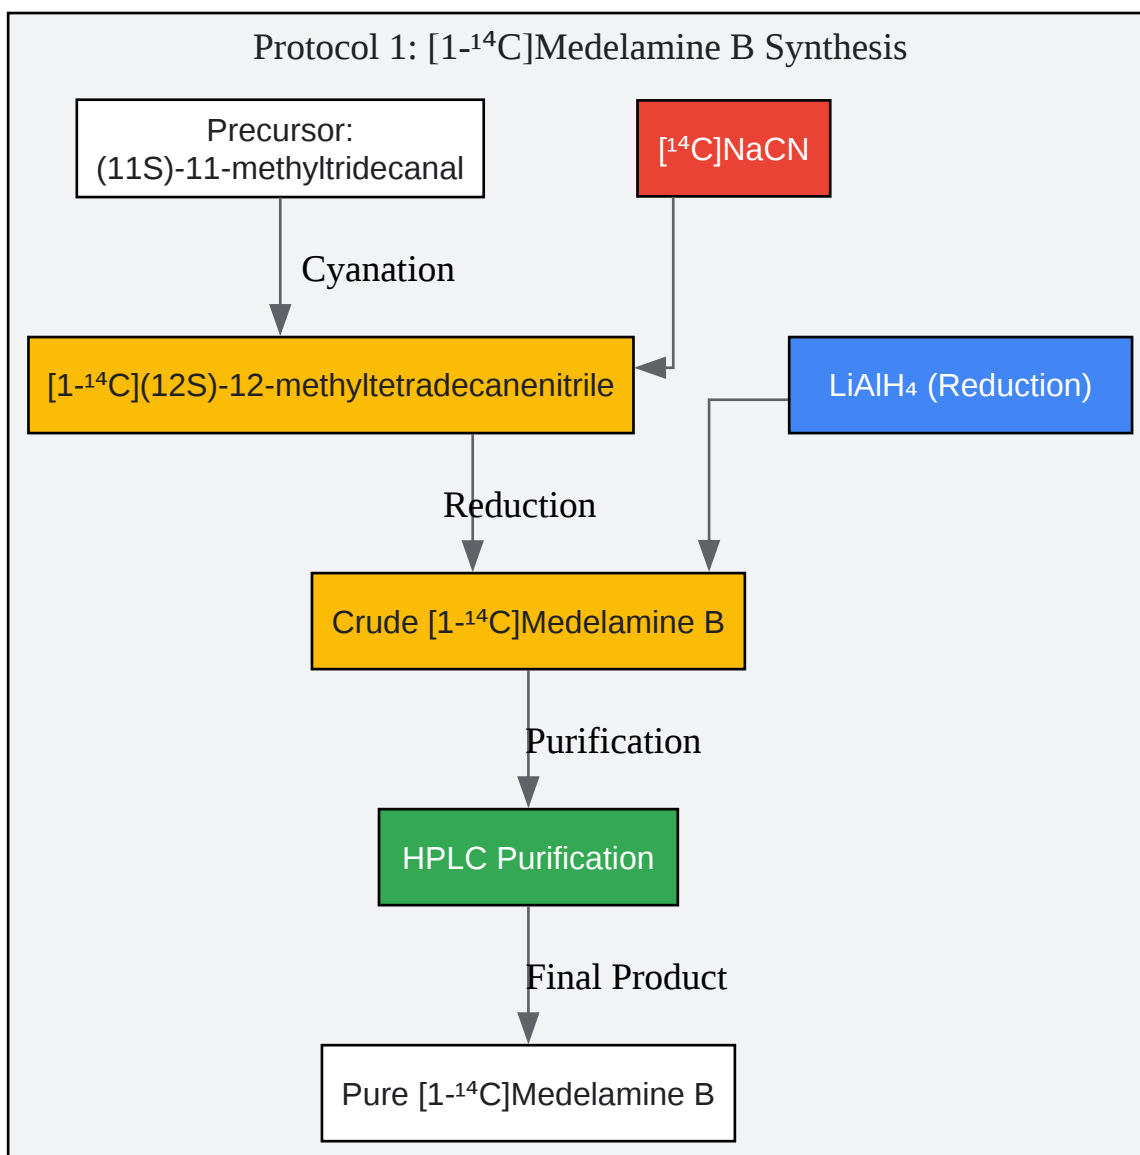 Protocol 1: [1-¹⁴C]Medelamine B Synthesis
Precursor:
(11S)-11-methyltridecanal
[¹⁴C]NaCN
Cyanation
[1-¹⁴C](12S)-12-methyltetradecanenitrile
LiAlH₄ (Reduction)
Reduction
Crude [1-¹⁴C]Medelamine B
Purification
HPLC Purification
Final Product
Pure [1-¹⁴C]Medelamine B